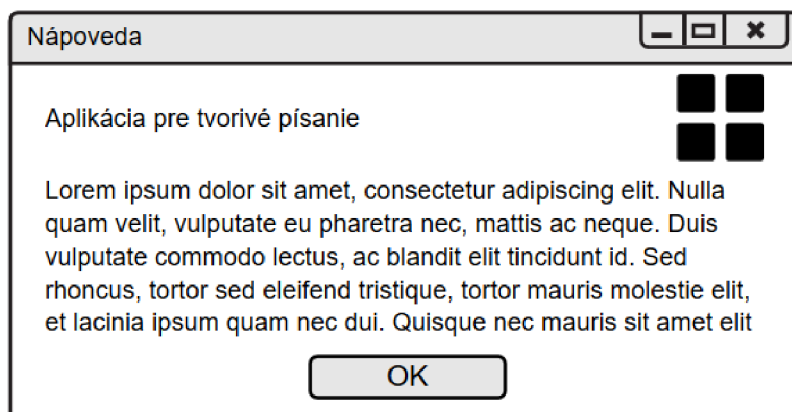 Nápoveda
Aplikácia pre tvorivé písanie
Lorem ipsum dolor sit amet, consectetur adipiscing elit. Nulla
quam velit, vulputate eu pharetra nec, mattis ac neque. Duis
vulputate commodo lectus, ac blandit elit tincidunt id. Sed
rhoncus, tortor sed eleifend tristique, tortor mauris molestie elit,
et lacinia ipsum quam nec dui. Quisque nec mauris sit amet elit
OK